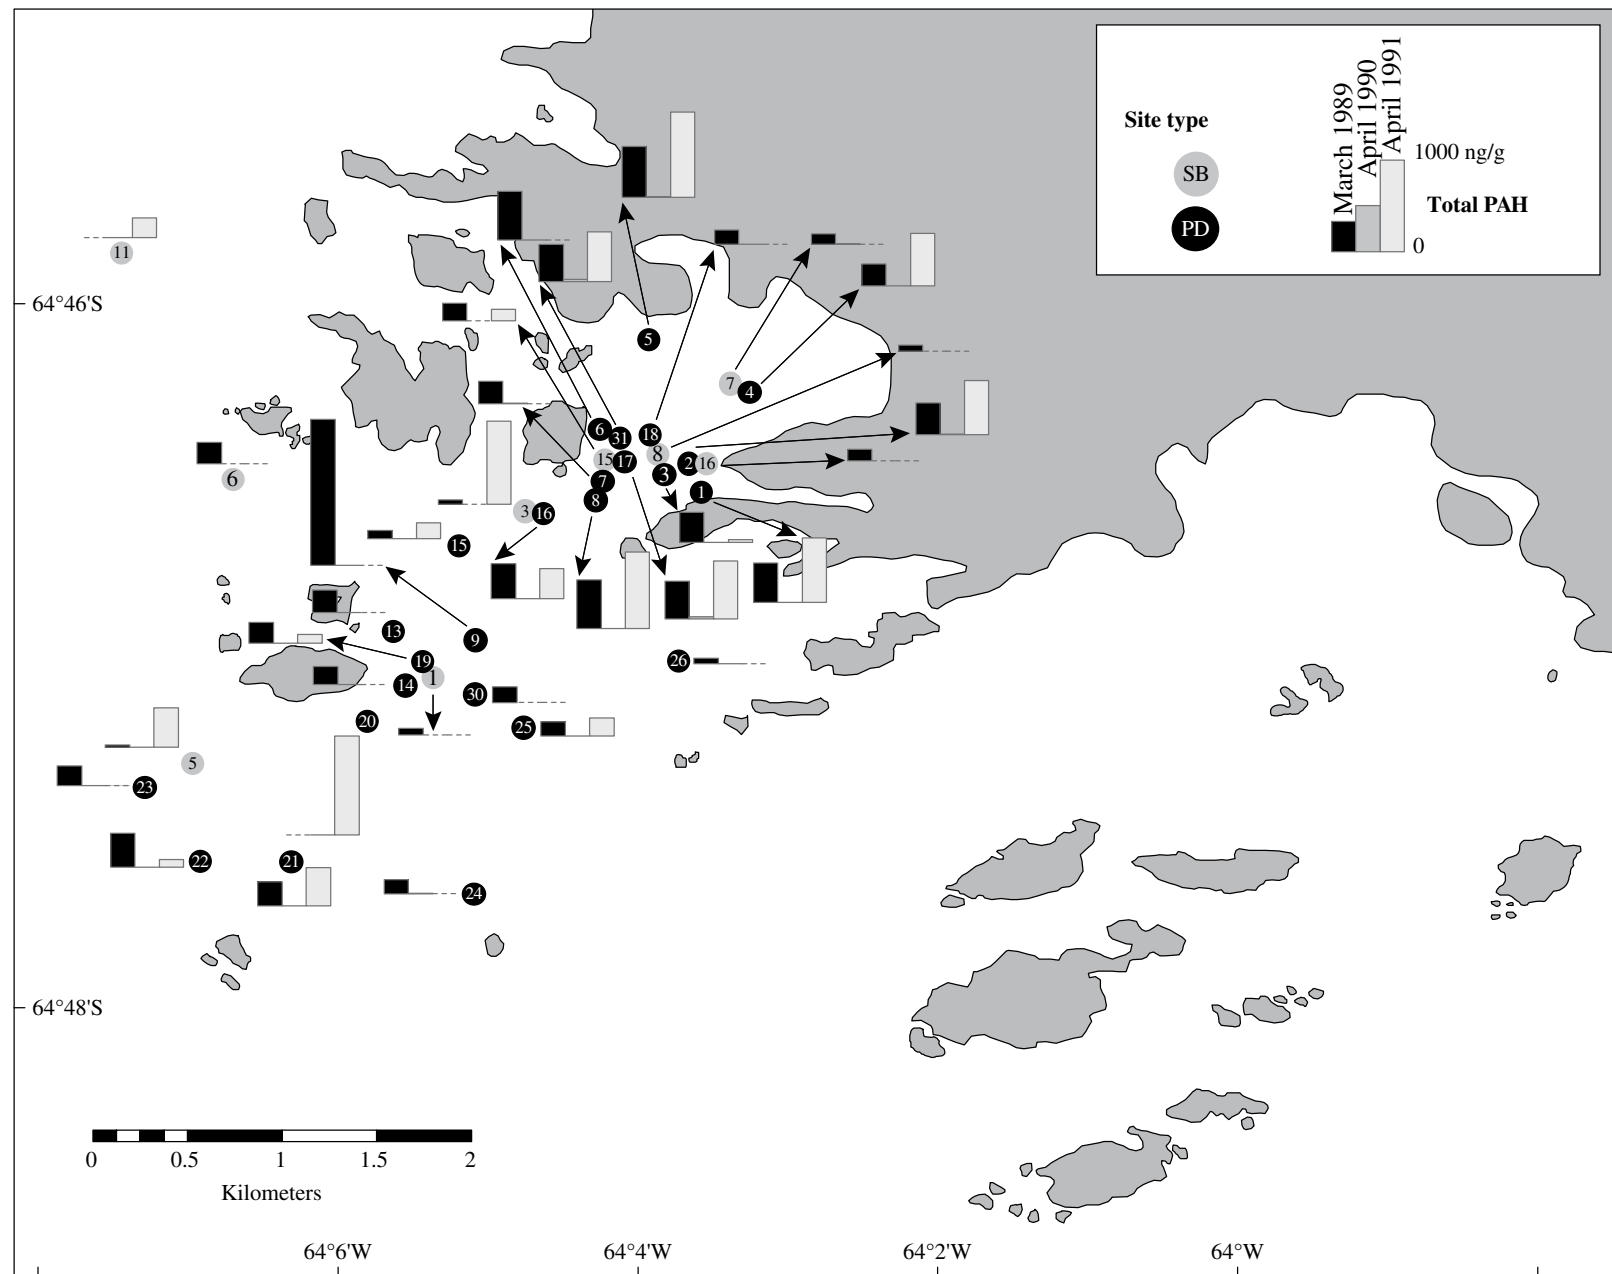 Site type
SB
PD
March 1989
April 1990
April 1991
1000 ng/g
Total PAH
0
11
64°46'S
5
7
4
6
31
18
15
17
8
2
16
3
7
8
1
6
3
16
15
13
9
19
1
14
30
26
20
25
5
23
22
21
24
64°48'S
0
0.5
1
1.5
2
Kilometers
64°6'W
64°4'W
64°2'W
64°W